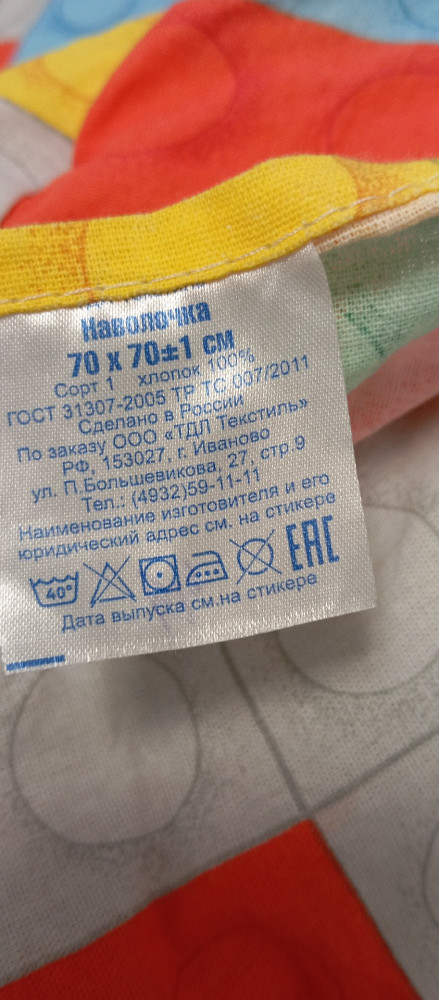 Наволочка
70 х 70±1 см
Сорт 1 хлопок 100%
ГОСТ 31307-2005 ТР ТС 007/2011
Сделано в России
По заказу ООО «ТДЛ Текстиль»
РФ, 153027, г. Иваново
ул. П.Большевикова, 27, стр.9
Тел.: (4932)59-11-11
Наименование изготовителя и его
юридический адрес см. на стикере
40° EAC
Дата выпуска см.на стикере